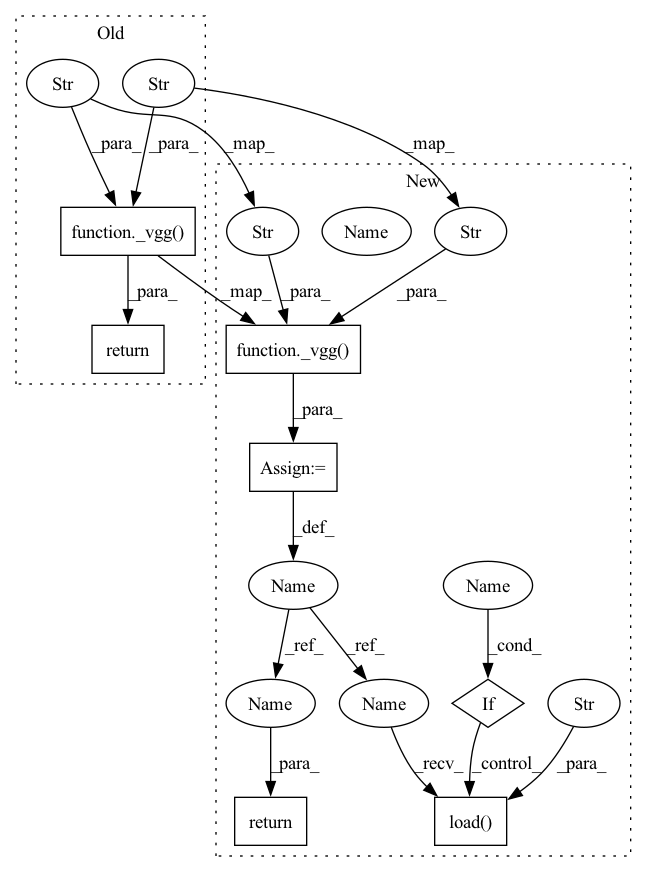 Old
Str
Str
_para_
_para_
_map_
_map_
New
function._vgg()
Str
Name
Str
_para_
_map_
_para_
_para_
return
function._vgg()
_para_
Assign:=
_def_
Name
Name
_ref_
_ref_
_cond_
Name
Name
If
Str
_para_
_recv_
_control_
_para_
return
load()